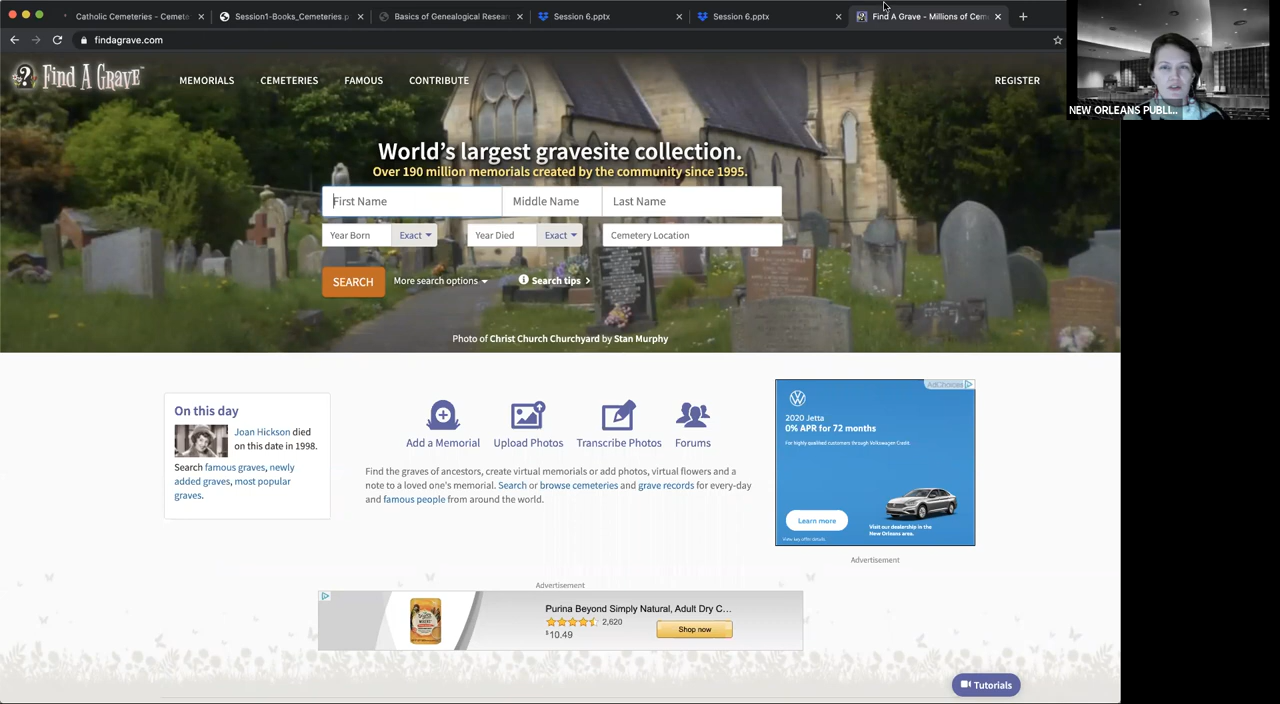 Catholic Cemeteries - Cemete
Session1-Books_Cemeteries.p
Basics of Genealogical Resear
Session 6.pptx
Session 6.pptx
Find A Grave - Millions of Cem
findagrave.com
NEW ORLEANS PUBLI...
Find A Grave
MEMORIALS
CEMETERIES
FAMOUS
CONTRIBUTE
REGISTER
World's largest gravesite collection.
Over 190 million memorials created by the community since 1995.
First Name
Middle Name
Last Name
Year Born
Exact
Year Died
Exact
Cemetery Location
SEARCH
More search options
Search tips
Photo of Christ Church Churchyard by Stan Murphy
On this day
Joan Hickson died
on this date in 1998.
Search famous graves, newly
added graves, most popular
graves.
Add a Memorial
Upload Photos
Transcribe Photos
Forums
Find the graves of ancestors, create virtual memorials or add photos, virtual flowers and a
note to a loved one's memorial. Search or browse cemeteries and grave records for every-day
and famous people from around the world.
AdChoices
2020 Jetta
0% APR for 72 months
For highly qualified customers through Volkswagen Credit.
Learn more
Visit our dealership in the
New Orleans area.
View key offer details
Advertisement
Advertisement
Purina Beyond Simply Natural, Adult Dry C...
2,620
$10.49
Shop now
Tutorials